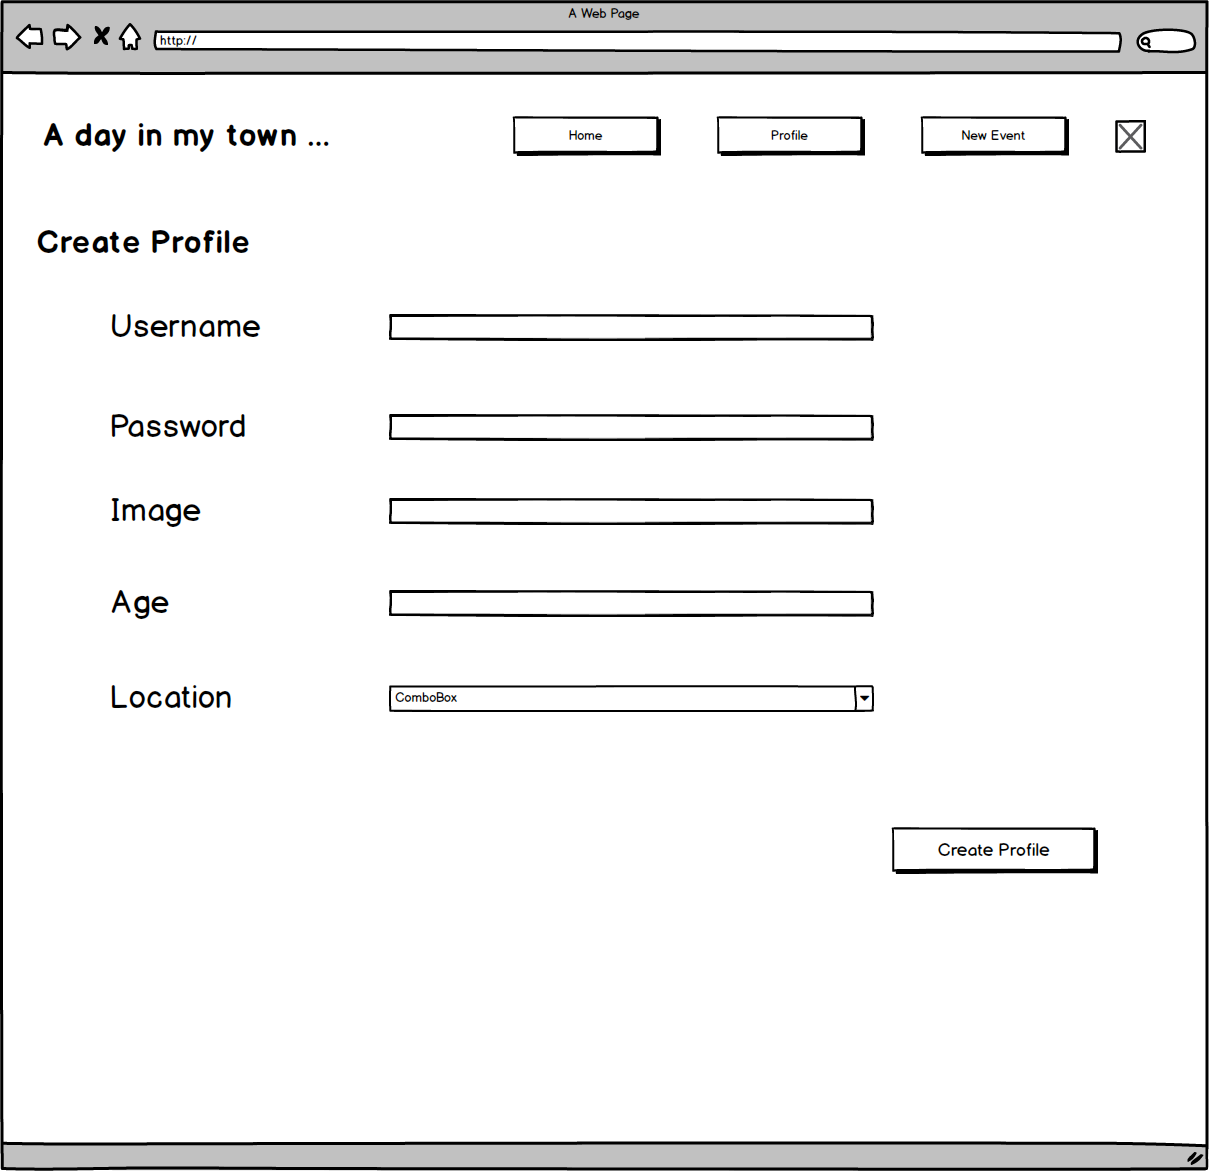 A Web Page
http://
A day in my town ...
Home
Profile
New Event
Create Profile
Username
Password
Image
Age
Location
ComboBox
Create Profile